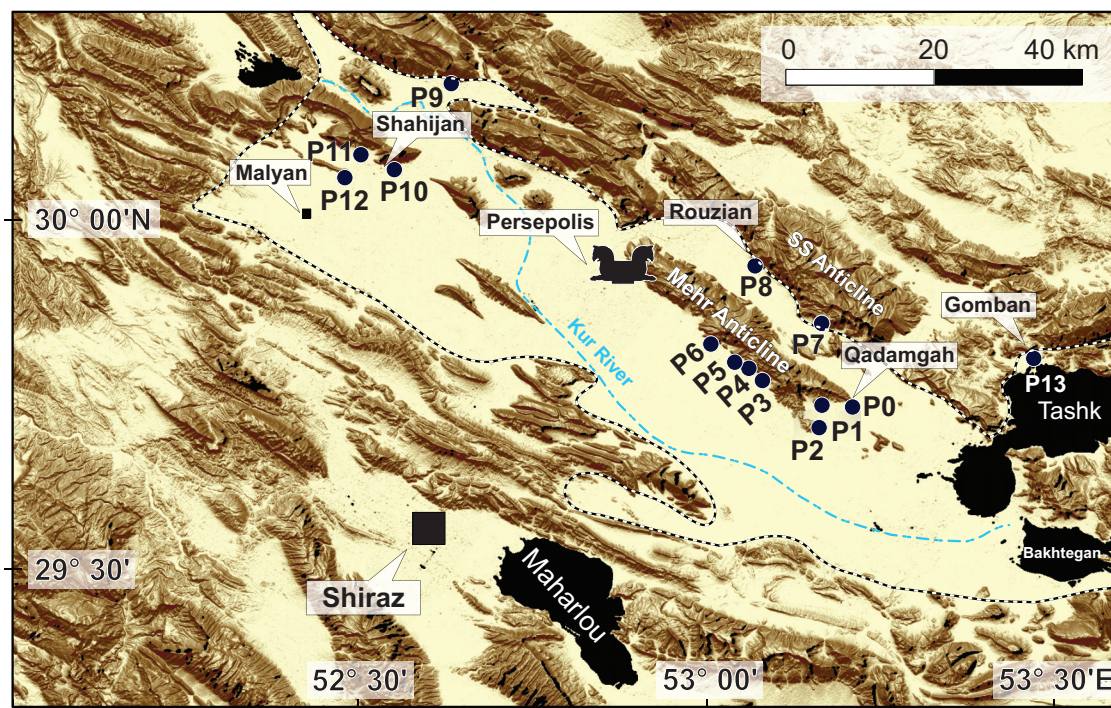 0 20 40 km
P9
Shahijan
P11
Malyan
P10
P12
30° 00'N
Persepolis
Rouzian
SS Anticline
P8
Mehr Anticline
Gomban
Kur River
P7
Qadamgah
P6
P5
P4
P3
P13
Tashk
P0
P1
P2
29° 30'
Bakhtegan
Maharlou
Shiraz
52° 30' 53° 00' 53° 30'E